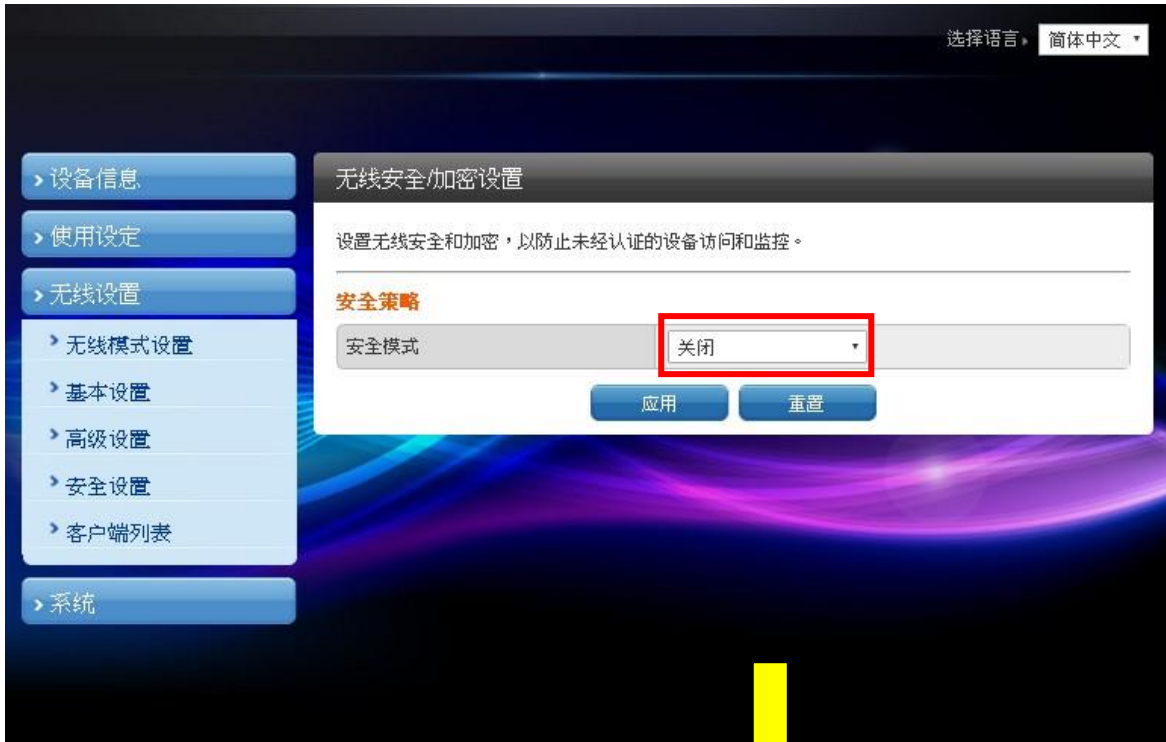 选择语言 简体中文
设备信息
使用设定
无线设置
无线模式设置
基本设置
高级设置
安全设置
客户端列表
系统
无线安全/加密设置
设置无线安全和加密，以防止未经认证的设备访问和监控。
安全策略
安全模式 关闭
应用 重置